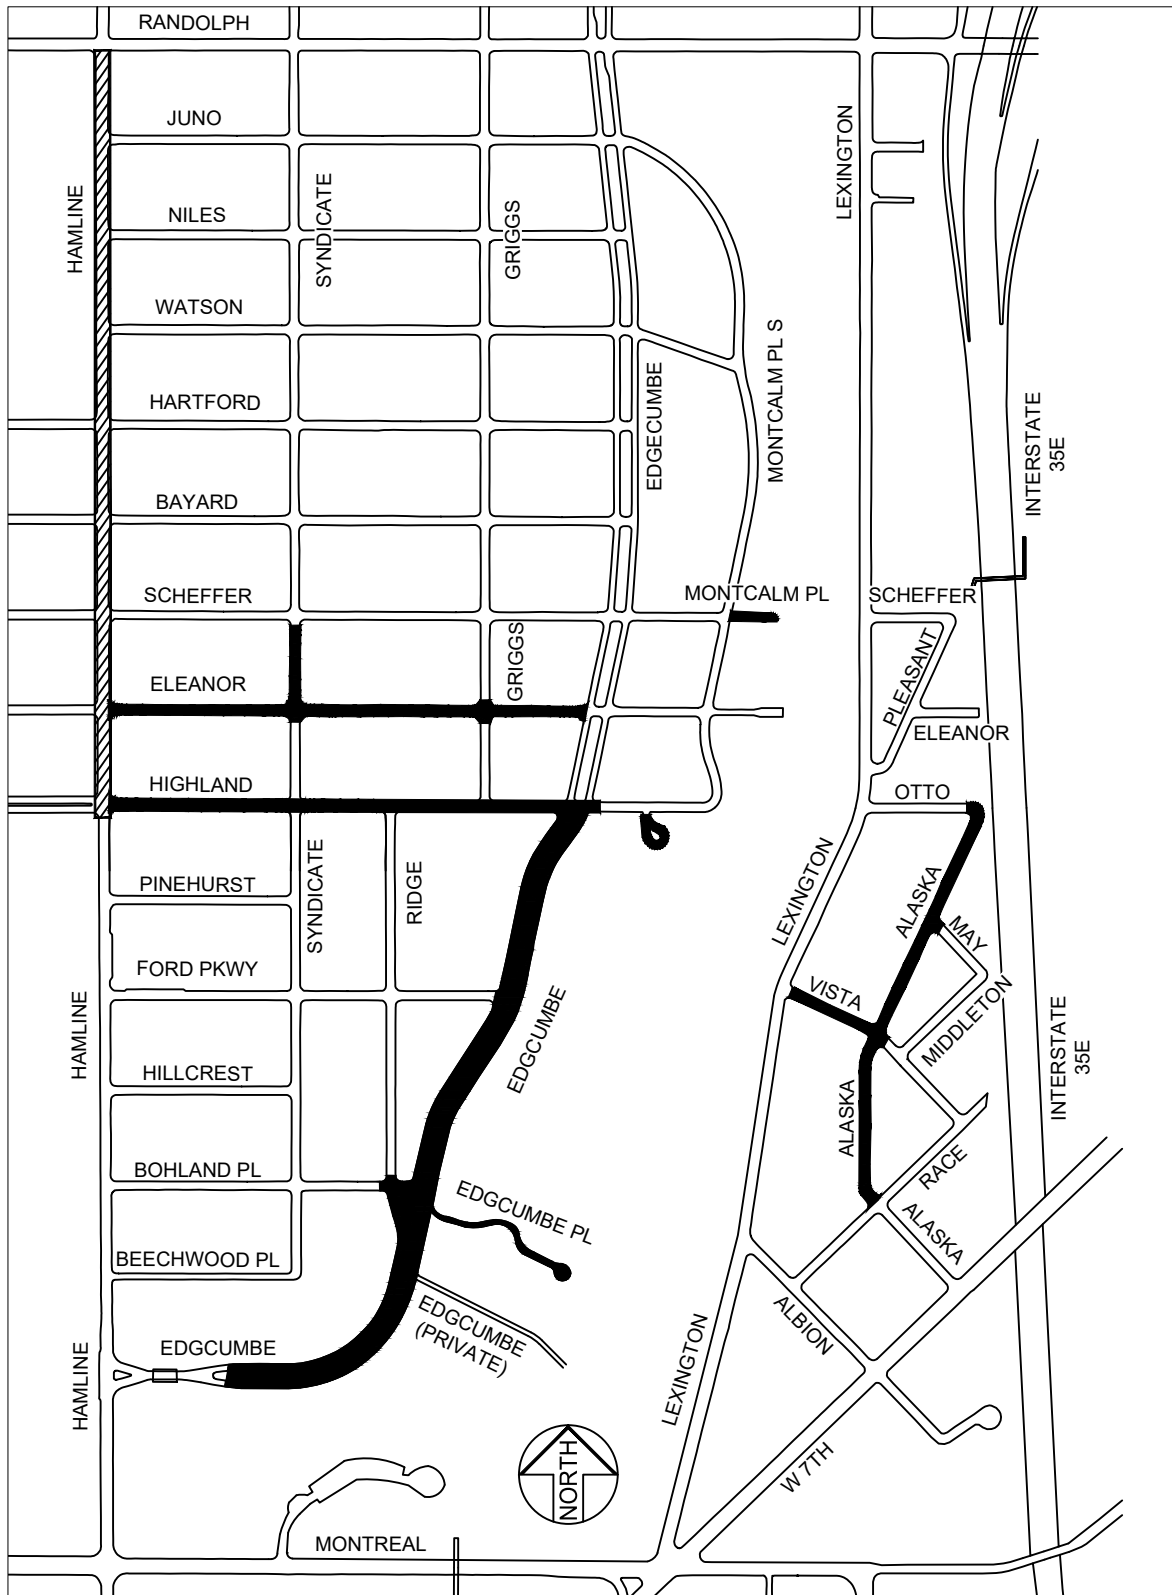 RANDOLPH
JUNO
LEXINGTON
HAMLINE
NILES
SYNDICATE
GRIGGS
WATSON
HARTFORD
EDGECUMBE
MONTCALM PL S
INTERSTATE
35E
BAYARD
SCHEFFER
MONTCALM PL
SCHEFFER
ELEANOR
GRIGGS
PLEASANT
ELEANOR
HIGHLAND
OTTO
PINEHURST
SYNDICATE
RIDGE
LEXINGTON
ALASKA
MAY
FORD PKWY
VISTA
MIDDLETON
HAMLINE
EDGCUMBE
INTERSTATE
35E
HILLCREST
ALASKA
BOHLAND PL
RACE
EDGCUMBE PL
ALASKA
BEECHWOOD PL
EDGCUMBE
(PRIVATE)
ALBION
EDGCUMBE
HAMLINE
LEXINGTON
W 7TH
NORTH
MONTREAL